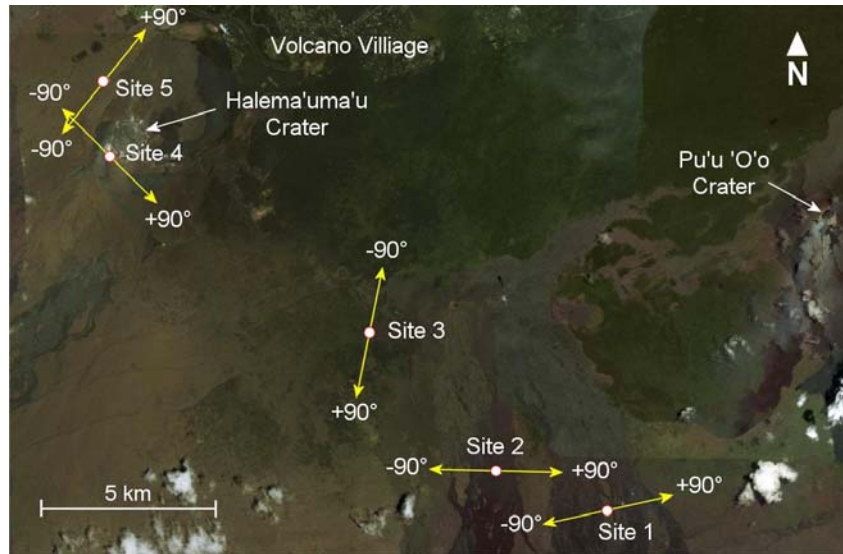 +90°
Volcano Villiage
N
-90°
Site 5
Halema'uma'u
Crater
-90°
Site 4
Pu'u 'O'o
Crater
+90°
-90°
Site 3
+90°
Site 2
-90°
+90°
+90°
5 km
-90°
Site 1